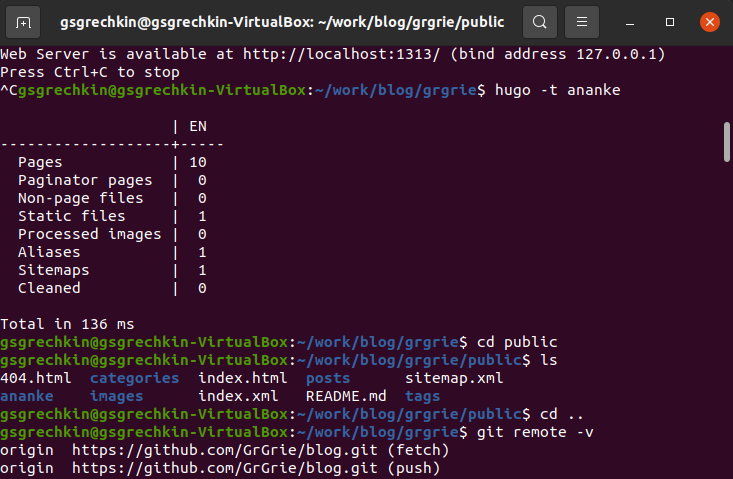 gsgrechkin@gsgrechkin-VirtualBox: ~/work/blog/grgrie/public
Web Server is available at http://localhost:1313/ (bind address 127.0.0.1)
Press Ctrl+C to stop
^Cgsgrechkin@gsgrechkin-VirtualBox:~/work/blog/grgrie$ hugo -t ananke
                   | EN
-------------------+-----
  Pages            | 10
  Paginator pages  |  0
  Non-page files   |  0
  Static files     |  1
  Processed images |  0
  Aliases          |  1
  Sitemaps         |  1
  Cleaned          |  0
Total in 136 ms
gsgrechkin@gsgrechkin-VirtualBox:~/work/blog/grgrie$ cd public
gsgrechkin@gsgrechkin-VirtualBox:~/work/blog/grgrie/public$ ls
404.html  categories  index.html  posts      sitemap.xml
ananke    images      index.xml   README.md  tags
gsgrechkin@gsgrechkin-VirtualBox:~/work/blog/grgrie/public$ cd ..
gsgrechkin@gsgrechkin-VirtualBox:~/work/blog/grgrie$ git remote -v
origin  https://github.com/GrGrie/blog.git (fetch)
origin  https://github.com/GrGrie/blog.git (push)